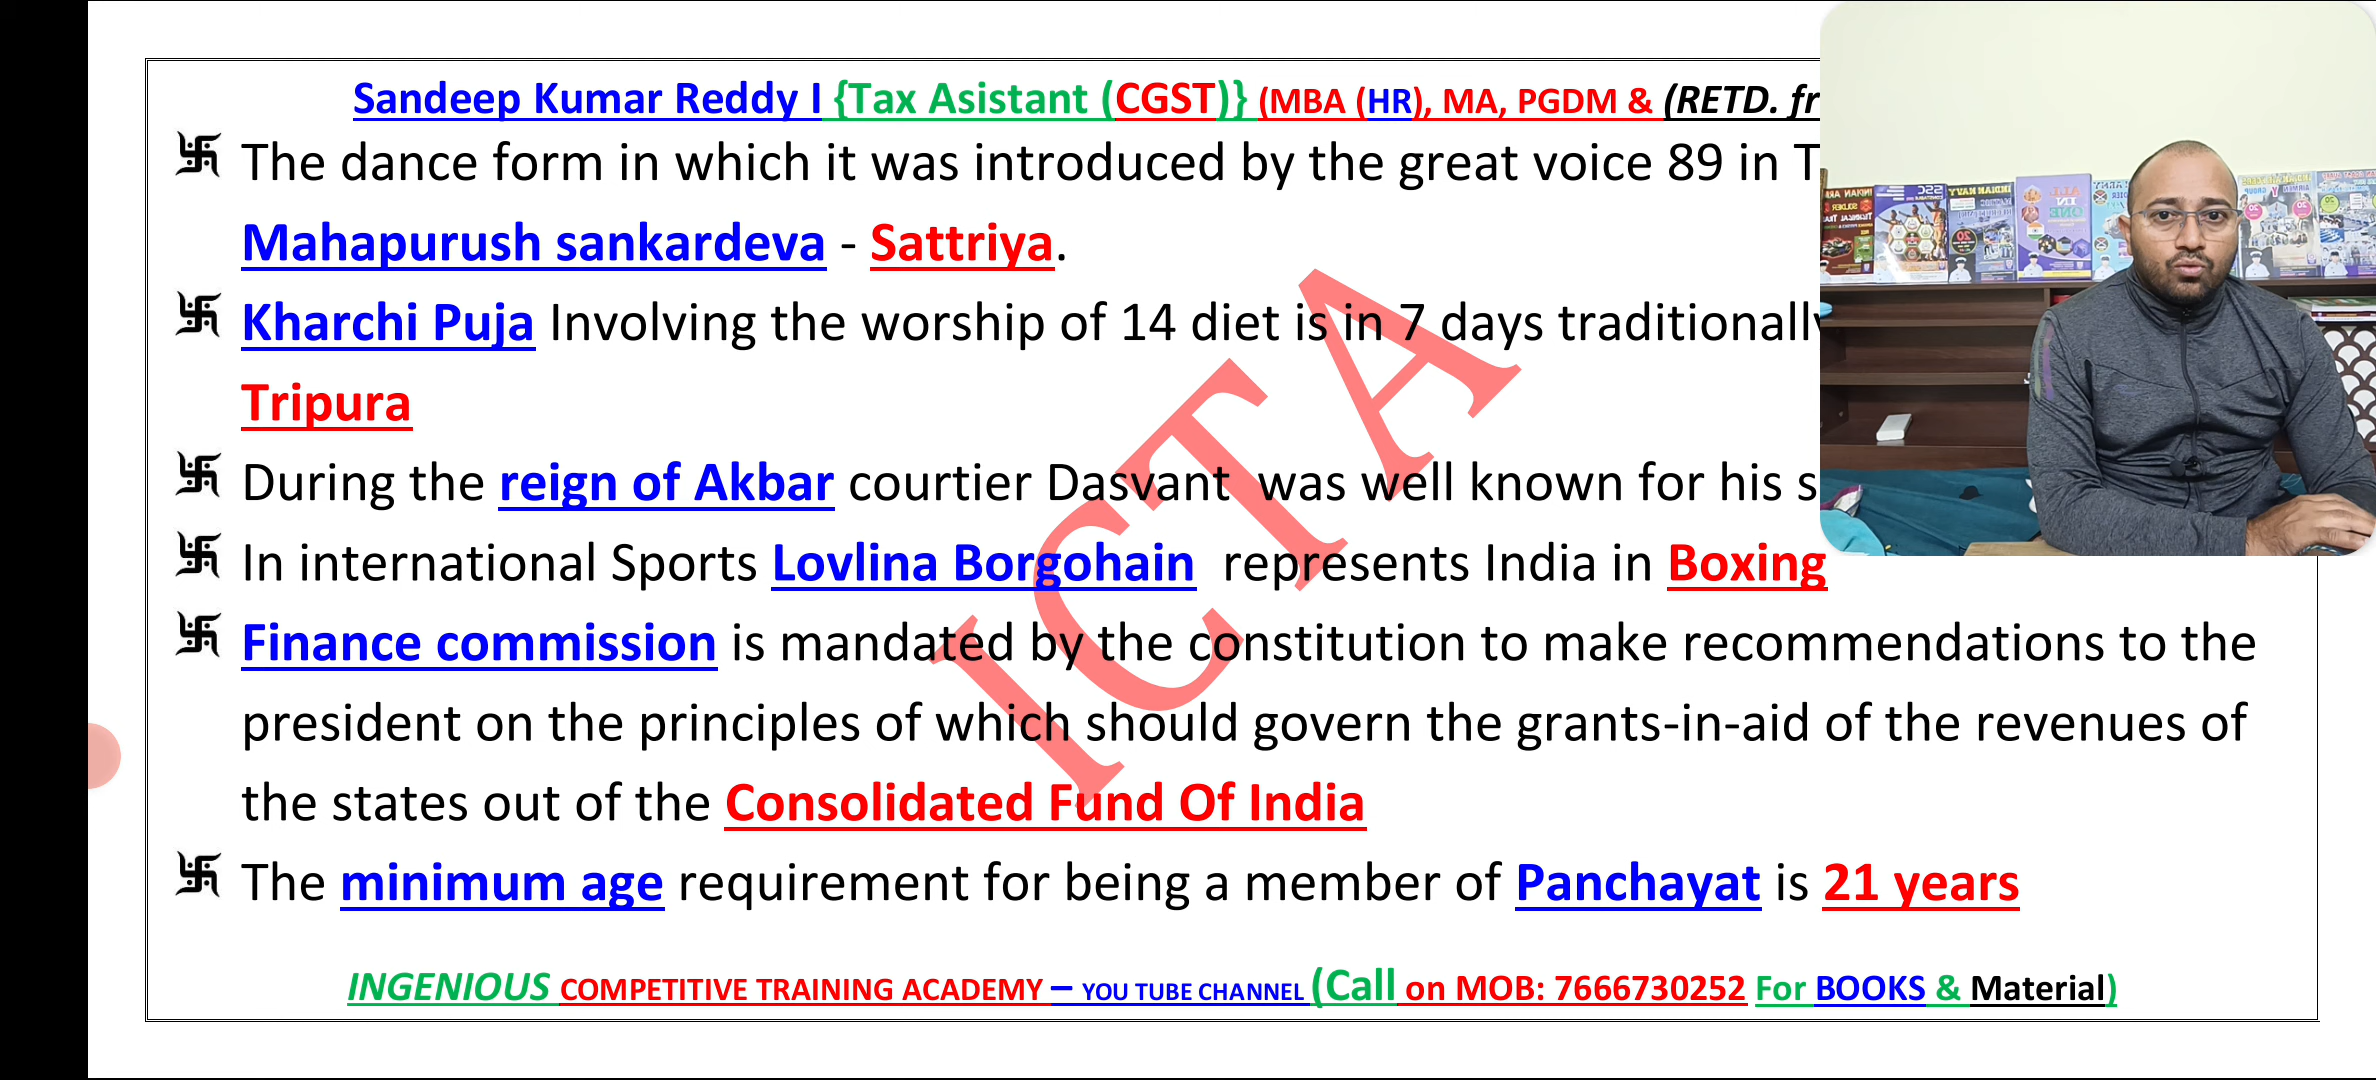 Sandeep Kumar Reddy I {Tax Asistant (CGST)} (MBA (HR), MA, PGDM & (RETD. fr
The dance form in which it was introduced by the great voice 89 in T
Mahapurush sankardeva - Sattriya.
Kharchi Puja Involving the worship of 14 diet is in 7 days traditionally
Tripura
During the reign of Akbar courtier Dasvant was well known for his s
In international Sports Lovlina Borgohain represents India in Boxing
Finance commission is mandated by the constitution to make recommendations to the
president on the principles of which should govern the grants-in-aid of the revenues of
the states out of the Consolidated Fund Of India
The minimum age requirement for being a member of Panchayat is 21 years
ICTA
INGENIOUS COMPETITIVE TRAINING ACADEMY – YOU TUBE CHANNEL (Call on MOB: 7666730252 For BOOKS & Material)